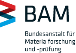 BAM
Bundesanstalt für
Materialforschung
und -prüfung